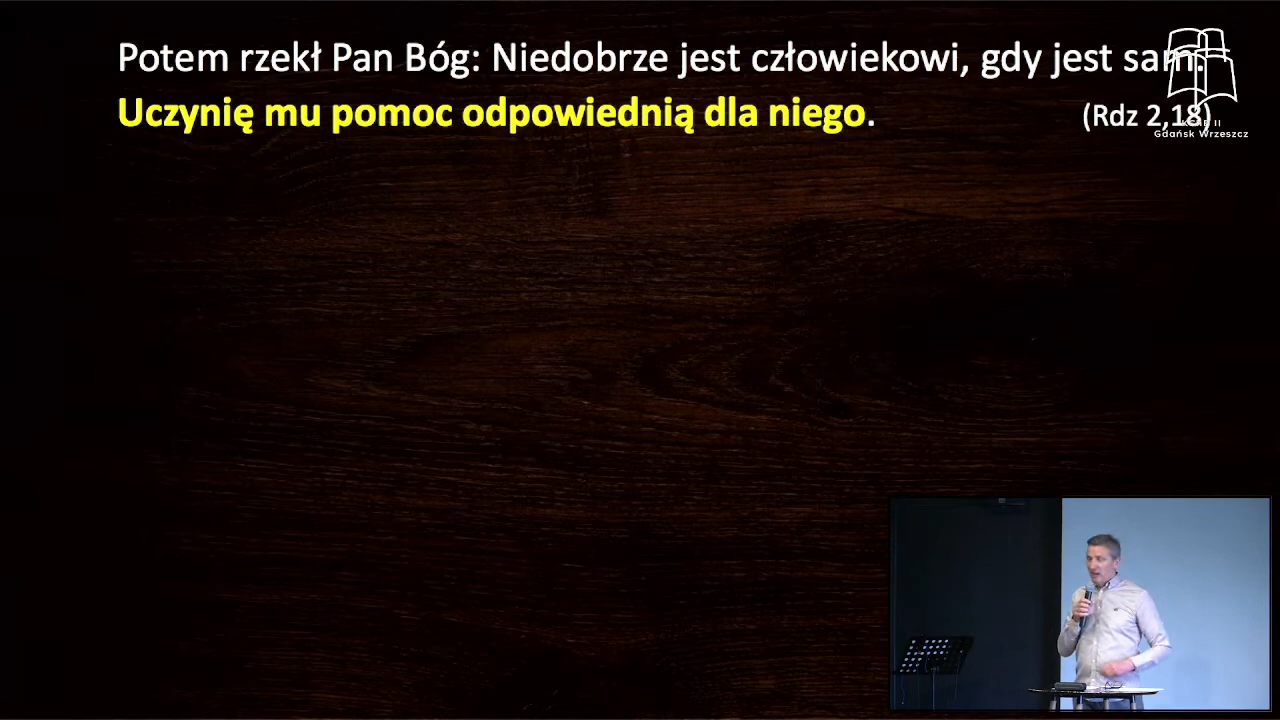 Potem rzekł Pan Bóg: Niedobrze jest człowiekowi, gdy jest sam.
Uczynię mu pomoc odpowiednią dla niego. (Rdz 2,18)
Gdańsk Wrzeszcz